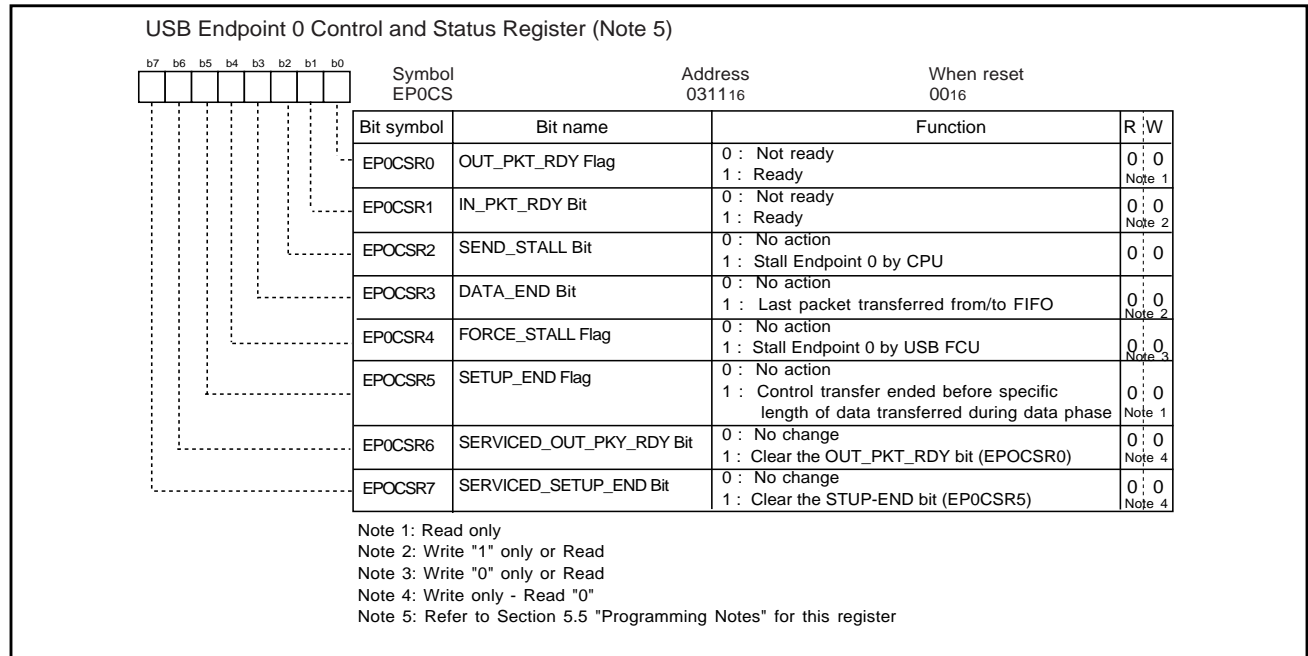 USB Endpoint 0 Control and Status Register (Note 5)
b7 b6 b5 b4 b3 b2 b1 b0
Symbol Address When reset
EP0CS 031116 0016
Bit symbol Bit name Function R W
EP0CSR0 OUT_PKT_RDY Flag 0 : Not ready
1 : Ready
0 0
Note 1
EP0CSR1 IN_PKT_RDY Bit 0 : Not ready
1 : Ready
0 0
Note 2
EPOCSR2 SEND_STALL Bit 0 : No action
1 : Stall Endpoint 0 by CPU
0 0
EPOCSR3 DATA_END Bit 0 : No action
1 : Last packet transferred from/to FIFO
0 0
Note 2
EP0CSR4 FORCE_STALL Flag 0 : No action
1 : Stall Endpoint 0 by USB FCU
0 0
Note 3
EPOCSR5 SETUP_END Flag 0 : No action
1 : Control transfer ended before specific
length of data transferred during data phase
0 0
Note 1
EP0CSR6 SERVICED_OUT_PKY_RDY Bit 0 : No change
1 : Clear the OUT_PKT_RDY bit (EPOCSR0)
0 0
Note 4
EPOCSR7 SERVICED_SETUP_END Bit 0 : No change
1 : Clear the STUP-END bit (EP0CSR5)
0 0
Note 4
Note 1: Read only
Note 2: Write "1" only or Read
Note 3: Write "0" only or Read
Note 4: Write only - Read "0"
Note 5: Refer to Section 5.5 "Programming Notes" for this register